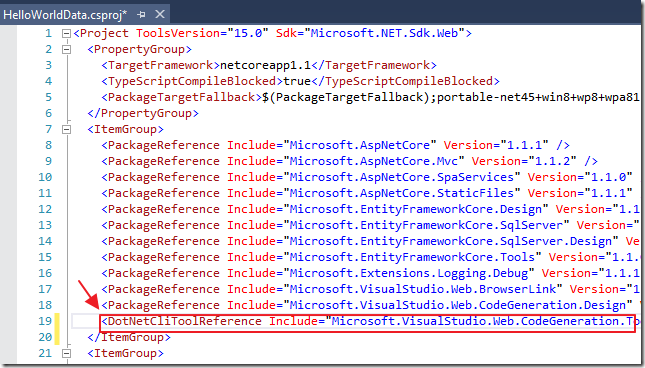 HelloWorldData.csproj*
1 <Project ToolsVersion="15.0" Sdk="Microsoft.NET.Sdk.Web">
2 <PropertyGroup>
3 <TargetFramework>netcoreapp1.1</TargetFramework>
4 <TypeScriptCompileBlocked>true</TypeScriptCompileBlocked>
5 <PackageTargetFallback>$(PackageTargetFallback);portable-net45+win8+wp8+wpa81
6 </PropertyGroup>
7 <ItemGroup>
8 <PackageReference Include="Microsoft.AspNetCore" Version="1.1.1" />
9 <PackageReference Include="Microsoft.AspNetCore.Mvc" Version="1.1.2" />
10 <PackageReference Include="Microsoft.AspNetCore.SpaServices" Version="1.1.0"
11 <PackageReference Include="Microsoft.AspNetCore.StaticFiles" Version="1.1.1"
12 <PackageReference Include="Microsoft.EntityFrameworkCore.Design" Version="1.1
13 <PackageReference Include="Microsoft.EntityFrameworkCore.SqlServer" Version="
14 <PackageReference Include="Microsoft.EntityFrameworkCore.SqlServer.Design" Ve
15 <PackageReference Include="Microsoft.EntityFrameworkCore.Tools" Version="1.1.
16 <PackageReference Include="Microsoft.Extensions.Logging.Debug" Version="1.1.1
17 <PackageReference Include="Microsoft.VisualStudio.Web.BrowserLink" Version="1
18 <PackageReference Include="Microsoft.VisualStudio.Web.CodeGeneration.Design"
19 <DotNetCliToolReference Include="Microsoft.VisualStudio.Web.CodeGeneration.To
20 </ItemGroup>
21 <ItemGroup>